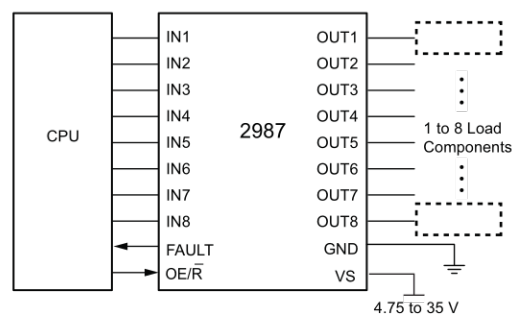 CPU
2987
IN1
IN2
IN3
IN4
IN5
IN6
IN7
IN8
FAULT
OE/R̅
OUT1
OUT2
OUT3
OUT4
OUT5
OUT6
OUT7
OUT8
GND
VS
1 to 8 Load
Components
4.75 to 35 V